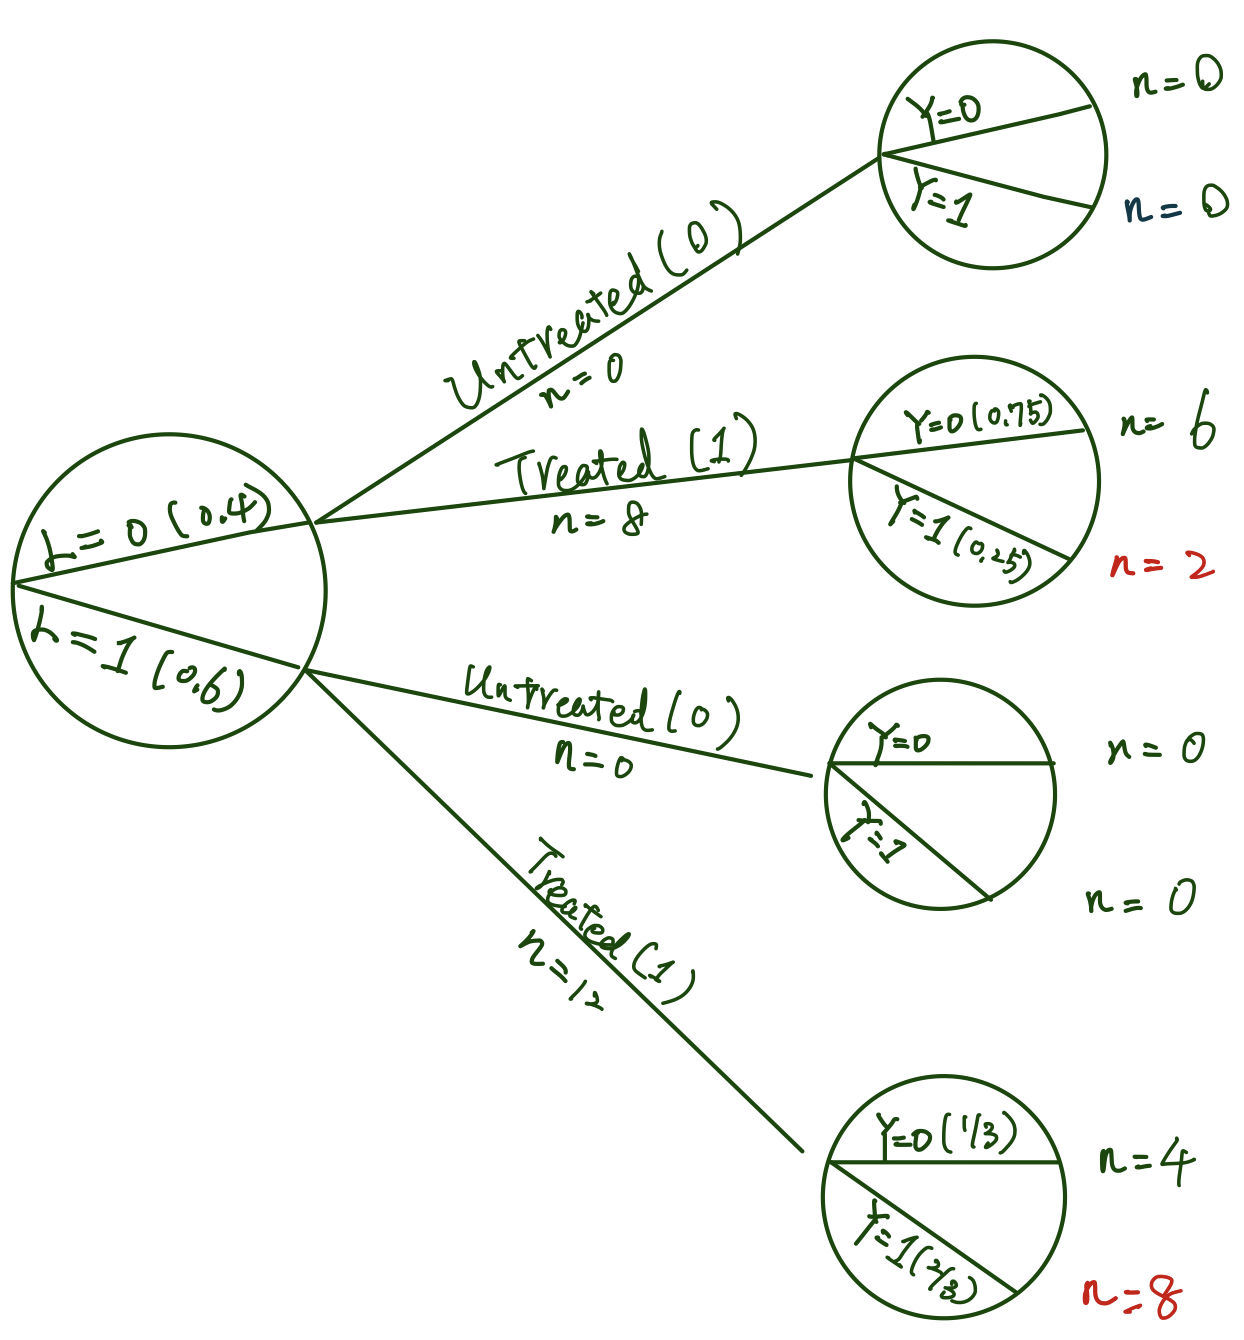 n=0
Y=0
Y=1
n=0
Untreated (0)
n=0
Y=0 (0.75)
n=6
Treated (1)
n=8
Y=1 (0.25)
n=2
L=0 (0.4)
L=1 (0.6)
Untreated (0)
n=0
Y=0
n=0
Y=1
n=0
Treated (1)
n=12
Y=0 (1/3)
n=4
Y=1 (2/3)
n=8